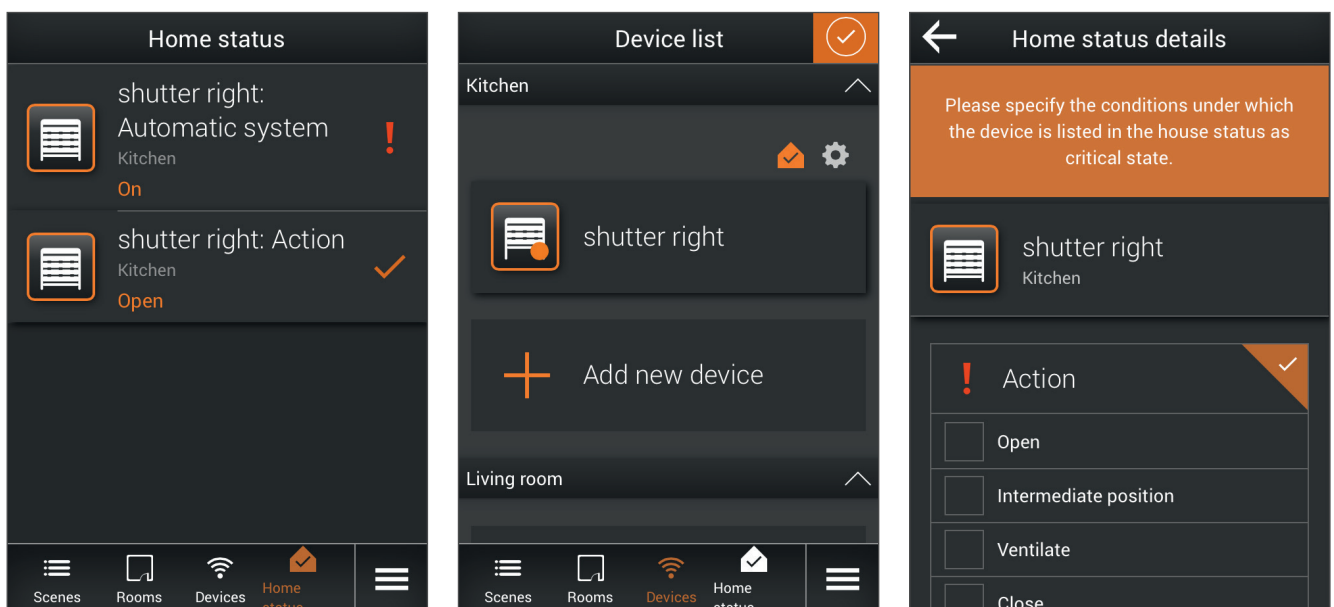 Home status
shutter right:
Automatic system
Kitchen
On
shutter right: Action
Kitchen
Open
Scenes
Rooms
Devices
Home
status
Device list
Kitchen
shutter right
Add new device
Living room
Scenes
Rooms
Devices
Home
status
Home status details
Please specify the conditions under which
the device is listed in the house status as
critical state.
shutter right
Kitchen
! Action
Open
Intermediate position
Ventilate
Close